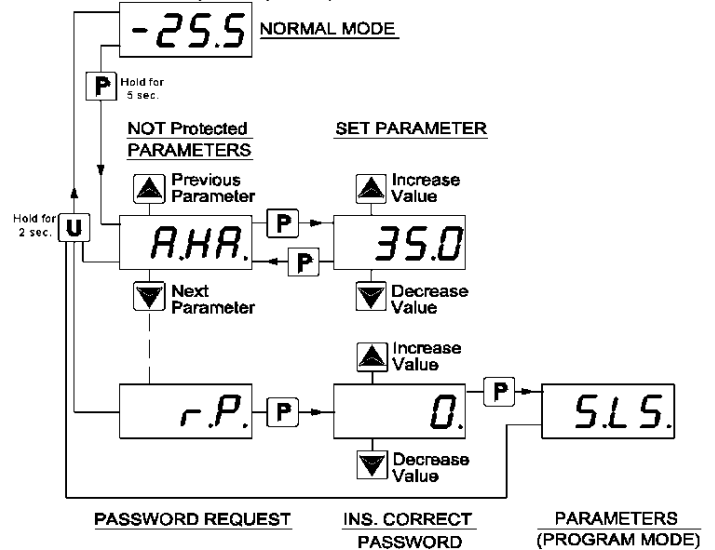 -25.5 NORMAL MODE
P Hold for
5 sec.
NOT Protected
PARAMETERS
SET PARAMETER
Previous
Parameter
Increase
Value
Hold for
2 sec. U
A.HA. P 35.0
P
Next
Parameter
Decrease
Value
Increase
Value
r.P. P 0. P S.L S.
Decrease
Value
PASSWORD REQUEST
INS. CORRECT
PASSWORD
PARAMETERS
(PROGRAM MODE)